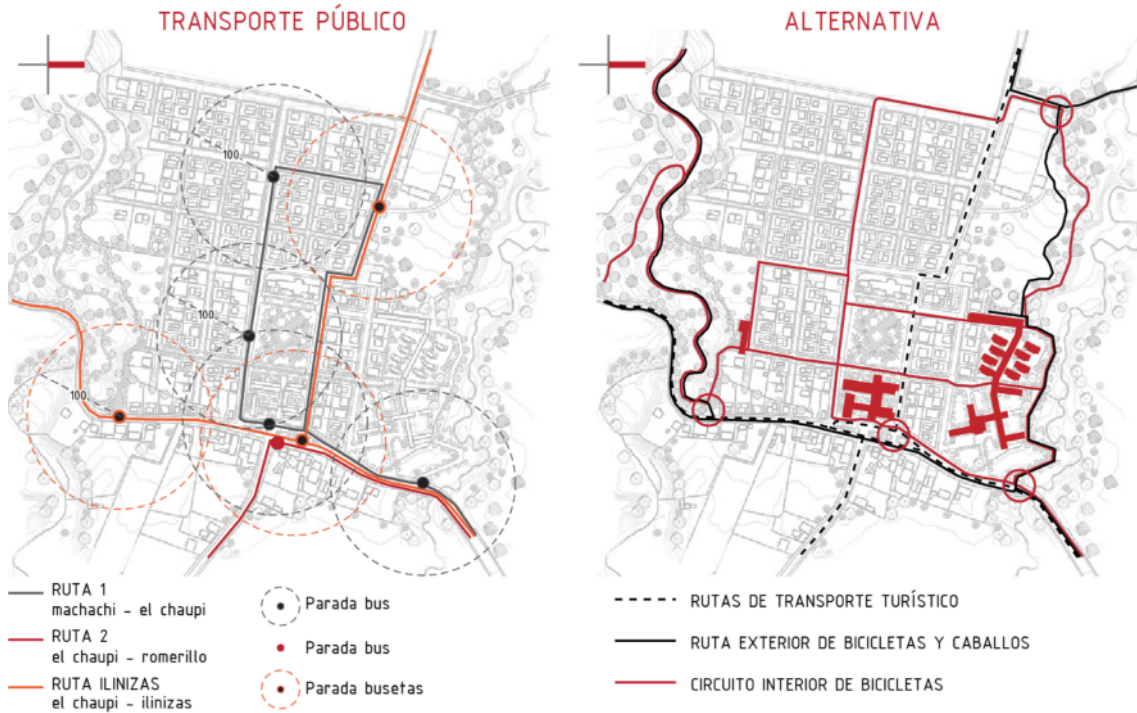 TRANSPORTE PÚBLICO
100.
100.
100.
RUTA 1
machachi - el chaupi
RUTA 2
el chaupi - romerillo
RUTA ILINIZAS
el chaupi - ilinizas
Parada bus
Parada bus
Parada busetas
ALTERNATIVA
RUTAS DE TRANSPORTE TURÍSTICO
RUTA EXTERIOR DE BICICLETAS Y CABALLOS
CIRCUITO INTERIOR DE BICICLETAS